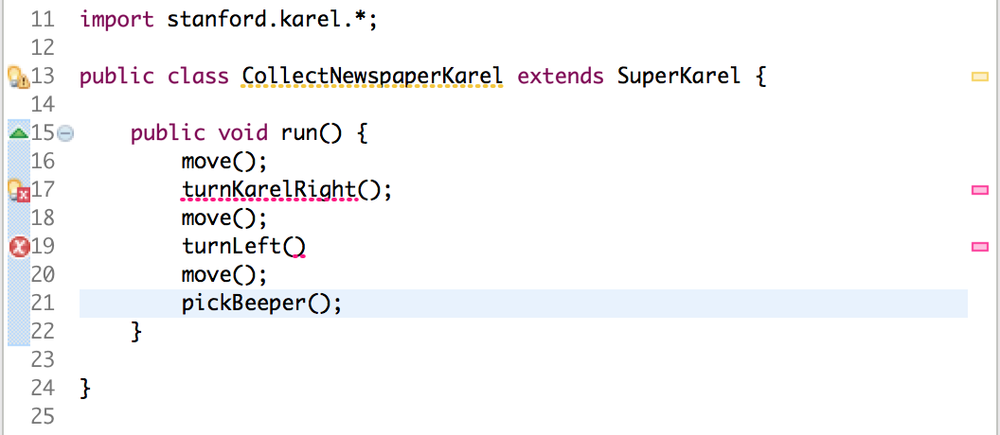 11 import stanford.karel.*;
12
13 public class CollectNewspaperKarel extends SuperKarel {
14
15 public void run() {
16 move();
17 turnKarelRight();
18 move();
19 turnLeft()
20 move();
21 pickBeeper();
22 }
23
24 }
25